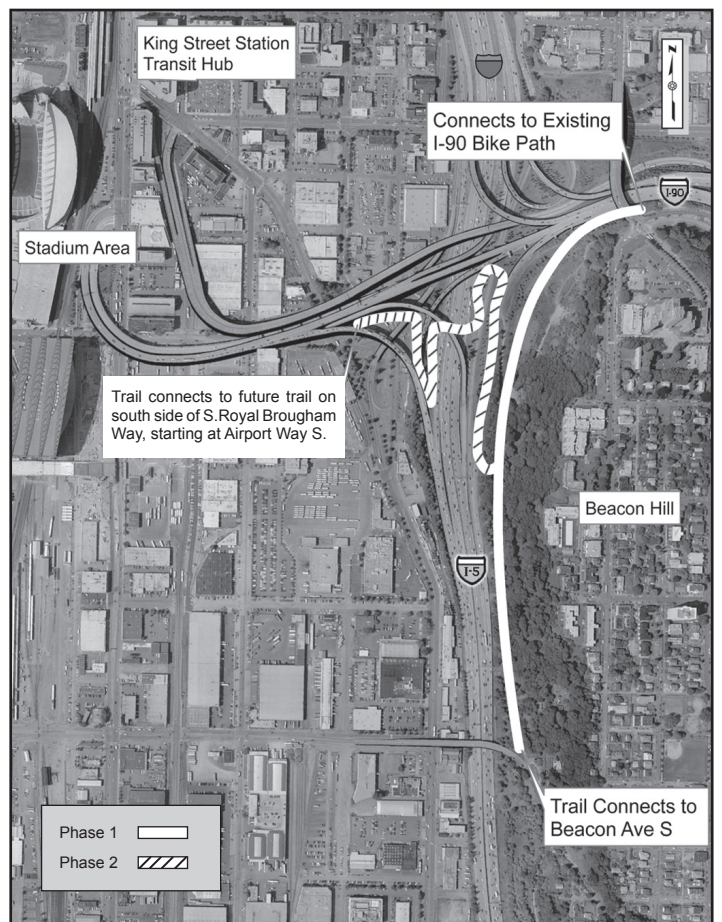 King Street Station
Transit Hub
N
Connects to Existing
I-90 Bike Path
I-90
Stadium Area
Trail connects to future trail on
south side of S.Royal Brougham
Way, starting at Airport Way S.
Beacon Hill
I-5
Trail Connects to
Beacon Ave S
Phase 1
Phase 2